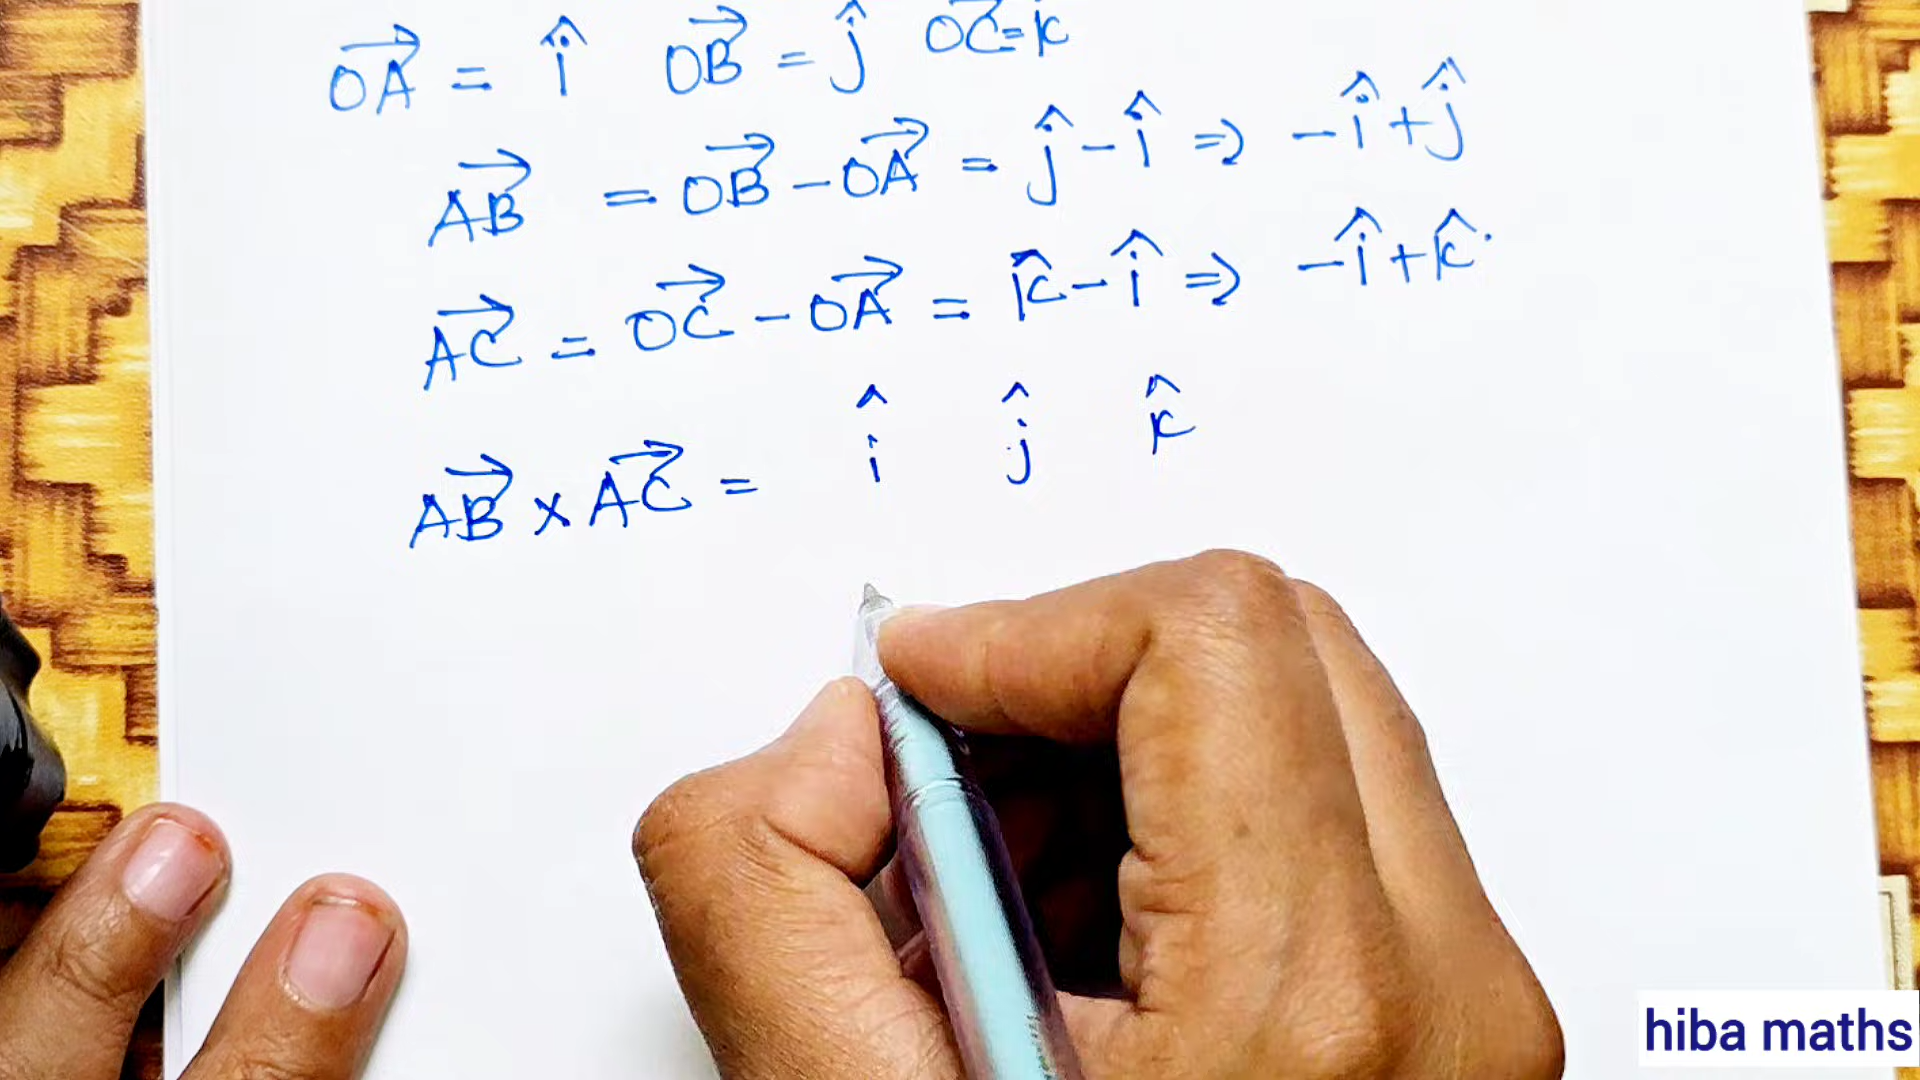 OA⃗ = î OB⃗ = ĵ OC⃗ = k
AB⃗ = OB⃗ − OA⃗ = ĵ − î ⇒ −î + ĵ
AC⃗ = OC⃗ − OA⃗ = k̂ − î ⇒ −î + k̂.
AB⃗ × AC⃗ = î ĵ k̂
hiba maths